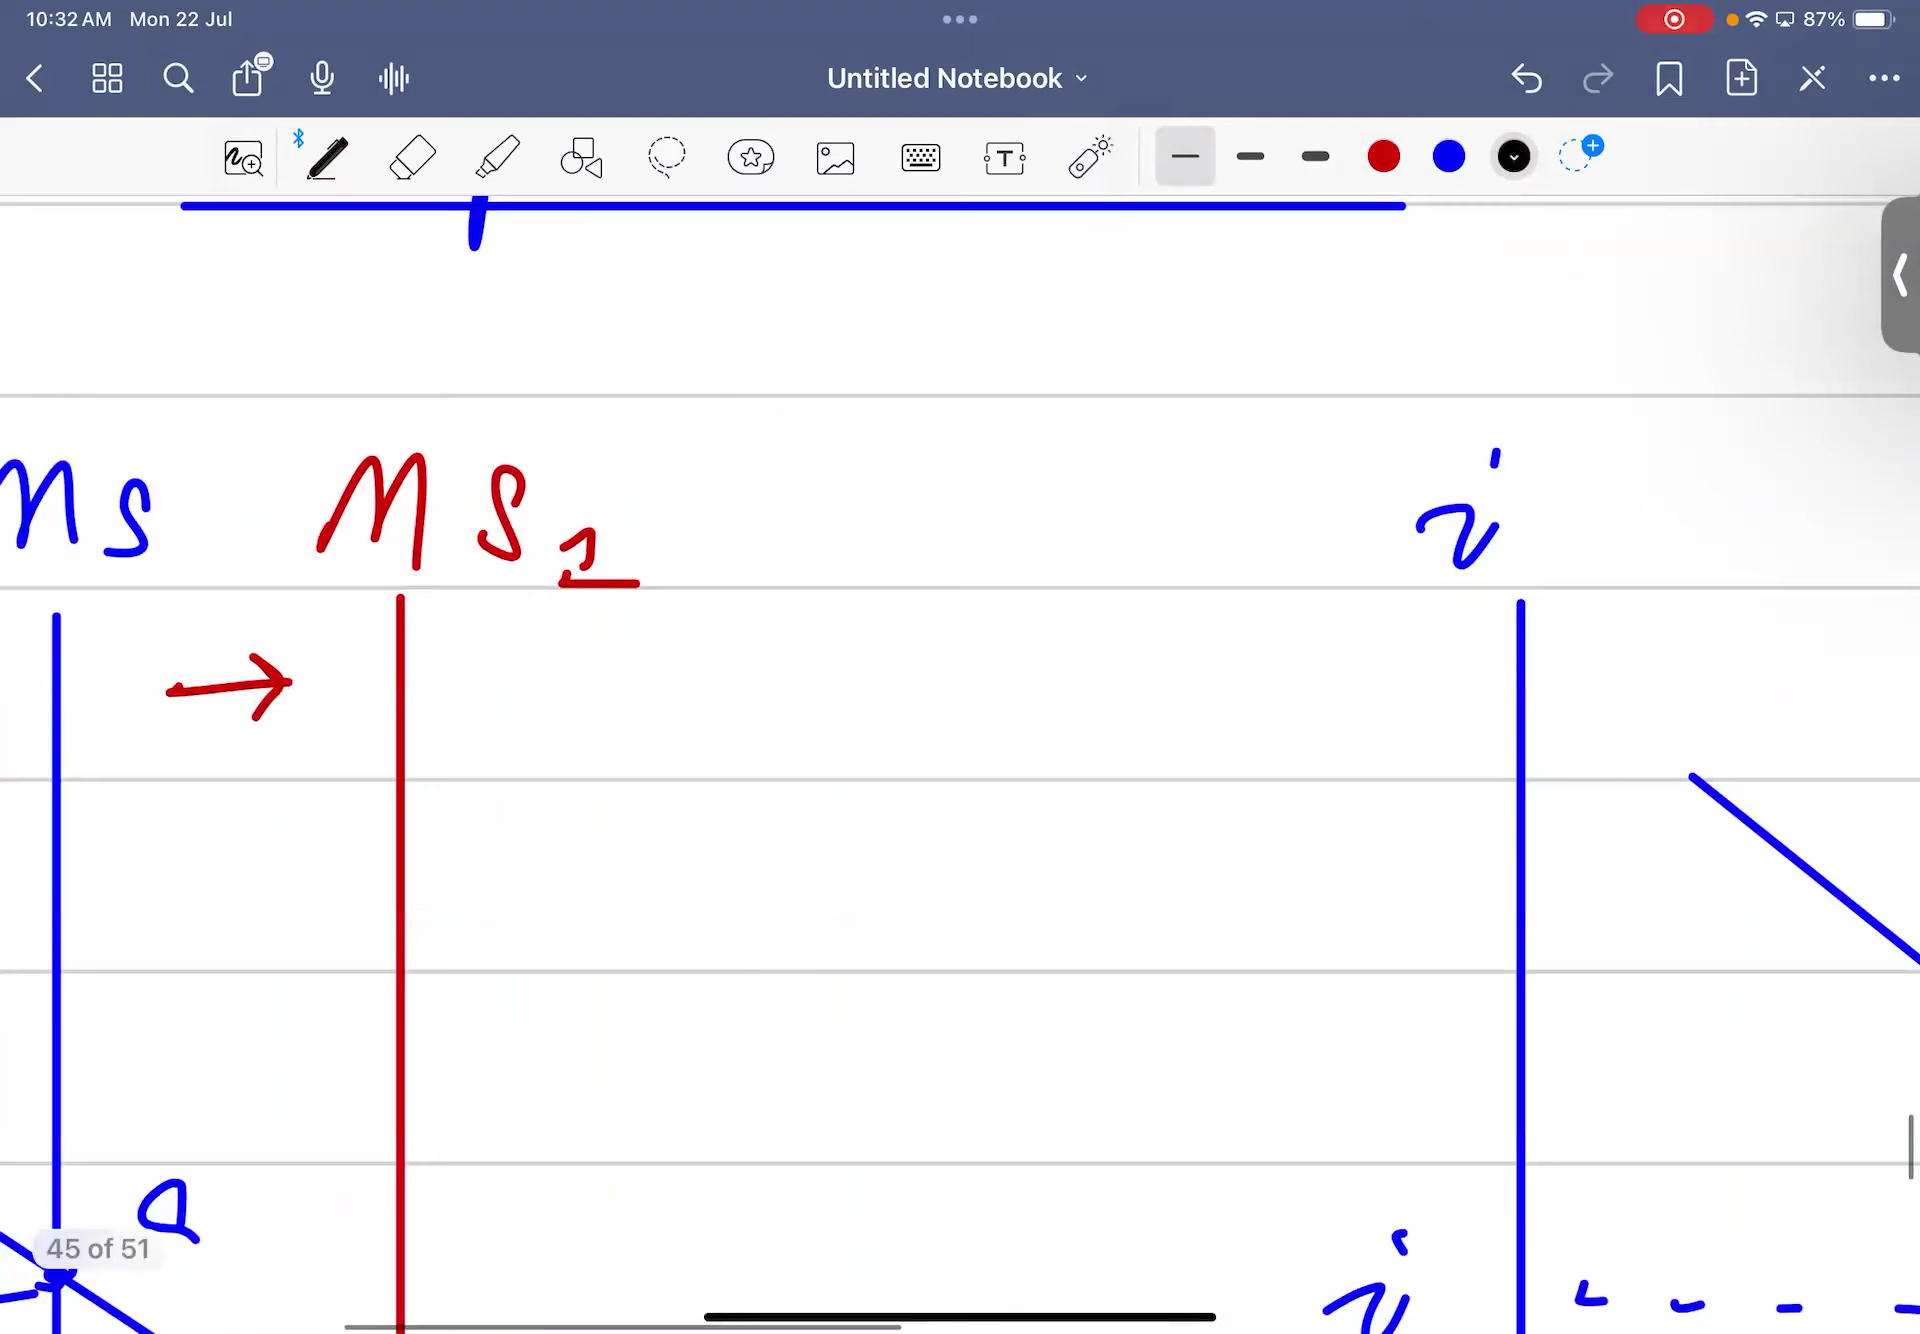 10:32 AM Mon 22 Jul
87%
Untitled Notebook
T
Ms MS₁ i
a
45 of 51
i